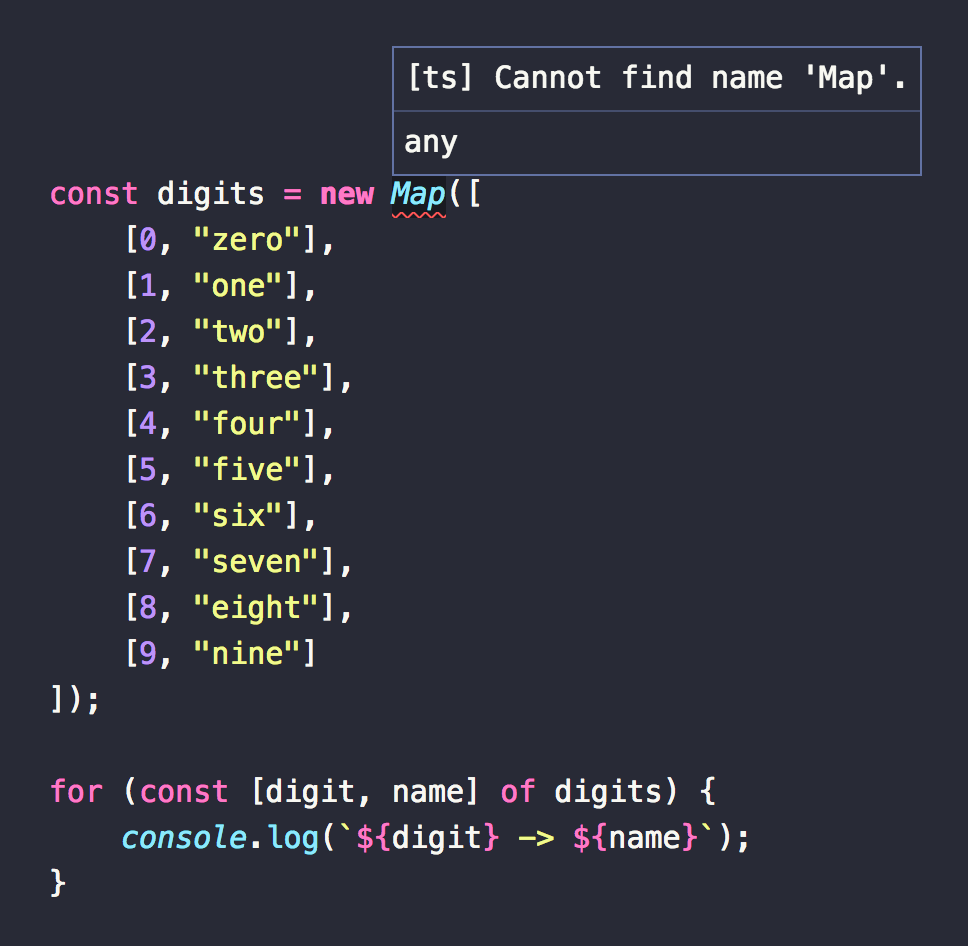 [ts] Cannot find name 'Map'.
any
const digits = new Map([
    [0, "zero"],
    [1, "one"],
    [2, "two"],
    [3, "three"],
    [4, "four"],
    [5, "five"],
    [6, "six"],
    [7, "seven"],
    [8, "eight"],
    [9, "nine"]
]);
for (const [digit, name] of digits) {
    console.log(`${digit} -> ${name}`);
}